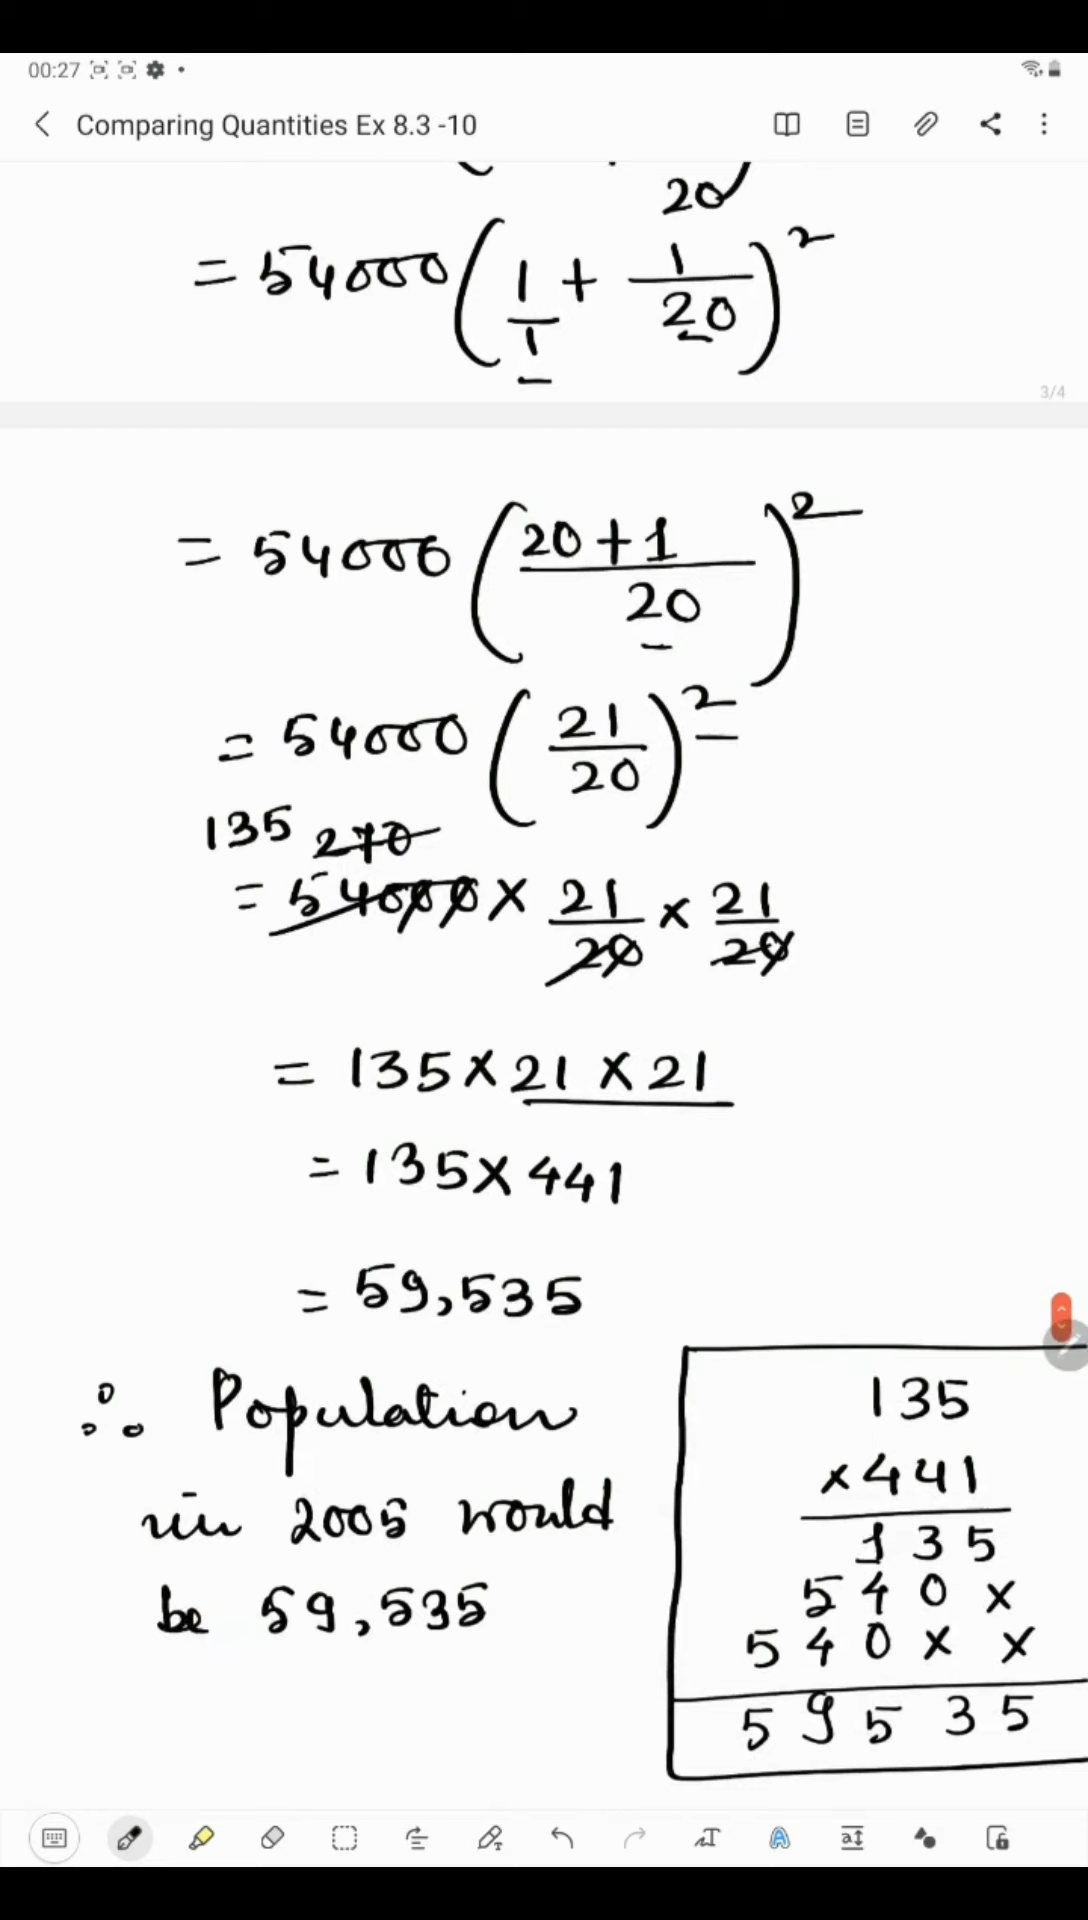 00:27
Comparing Quantities Ex 8.3 -10
20
= 54000 ( 1/1 + 1/20 )²
3/4
= 54000 ( 20+1 / 20 )²
= 54000 ( 21/20 )²
135 270
= 54000 × 21/20 × 21/20
= 135 × 21 × 21
= 135 × 441
= 59,535
∴ Population
in 2005 would
be 59,535
135
×441
135
540×
540××
59535